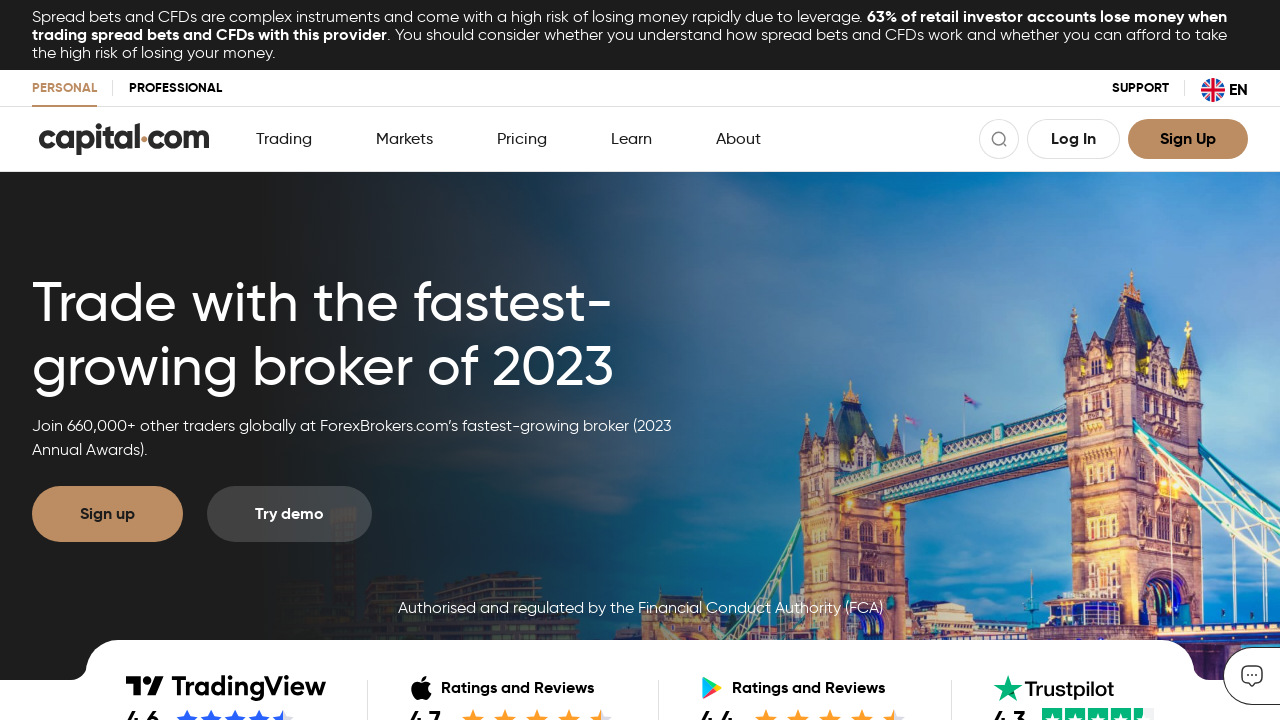 Spread bets and CFDs are complex instruments and come with a high risk of losing money rapidly due to leverage. 63% of retail investor accounts lose money when
trading spread bets and CFDs with this provider. You should consider whether you understand how spread bets and CFDs work and whether you can afford to take
the high risk of losing your money.
PERSONAL PROFESSIONAL SUPPORT EN
capital.com Trading Markets Pricing Learn About Log In Sign Up
Trade with the fastest-
growing broker of 2023
Join 660,000+ other traders globally at ForexBrokers.com’s fastest-growing broker (2023
Annual Awards).
Sign up Try demo
Authorised and regulated by the Financial Conduct Authority (FCA)
TradingView Ratings and Reviews Ratings and Reviews Trustpilot
4.6 4.7 4.4 4.3